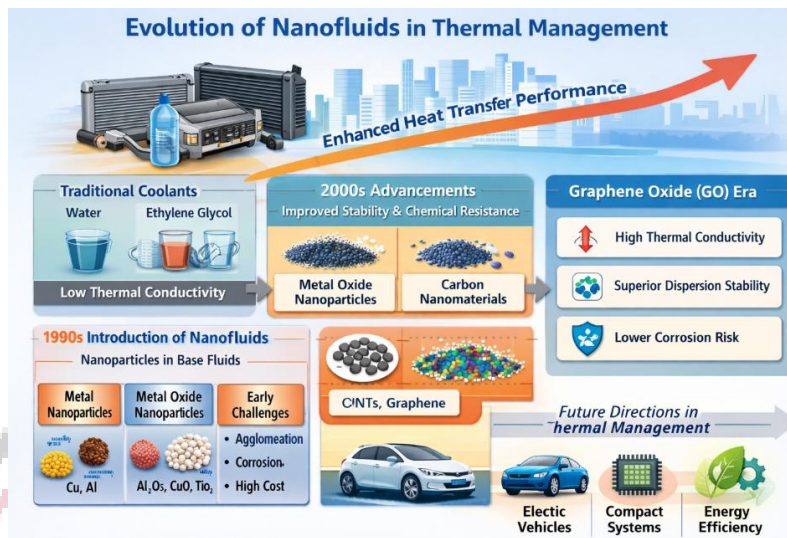 Evolution of Nanofluids in Thermal Management
Enhanced Heat Transfer Performance
Traditional Coolants
Water Ethylene Glycol
Low Thermal Conductivity
2000s Advancements
Improved Stability & Chemical Resistance
Metal Oxide
Nanoparticles
Carbon
Nanomaterials
Graphene Oxide (GO) Era
High Thermal Conductivity
Superior Dispersion Stability
Lower Corrosion Risk
1990s Introduction of Nanofluids
Nanoparticles in Base Fluids
Metal
Nanoparticles
Cu, Al
Metal Oxide
Nanoparticles
Al₂O₅, CuO, Tio₂
Early
Challenges
• Agglomeation
• Corrosion
• High Cost
CINTs, Graphene
Future Directions in
hermal Management
Electic
Vehicles
Compact
Systems
Energy
Efficiency